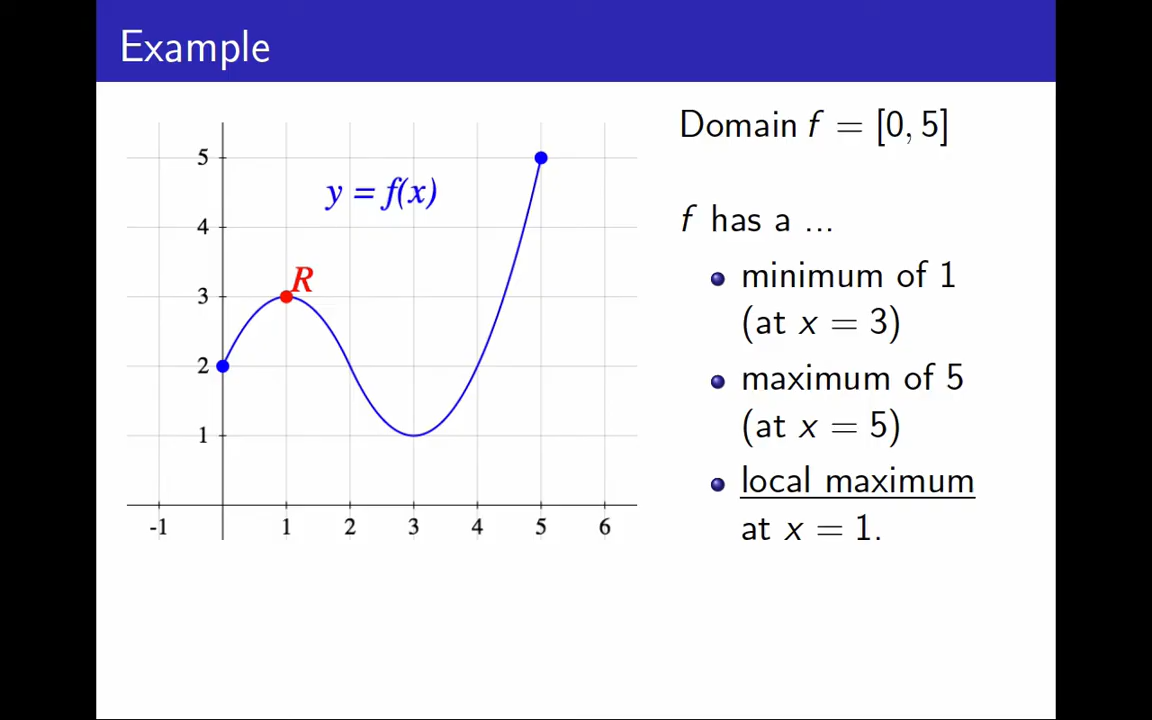 Example
5
y = f(x)
4
R
3
2
1
-1 1 2 3 4 5 6
Domain f = [0, 5]
f has a ...
minimum of 1
(at x = 3)
maximum of 5
(at x = 5)
local maximum
at x = 1.